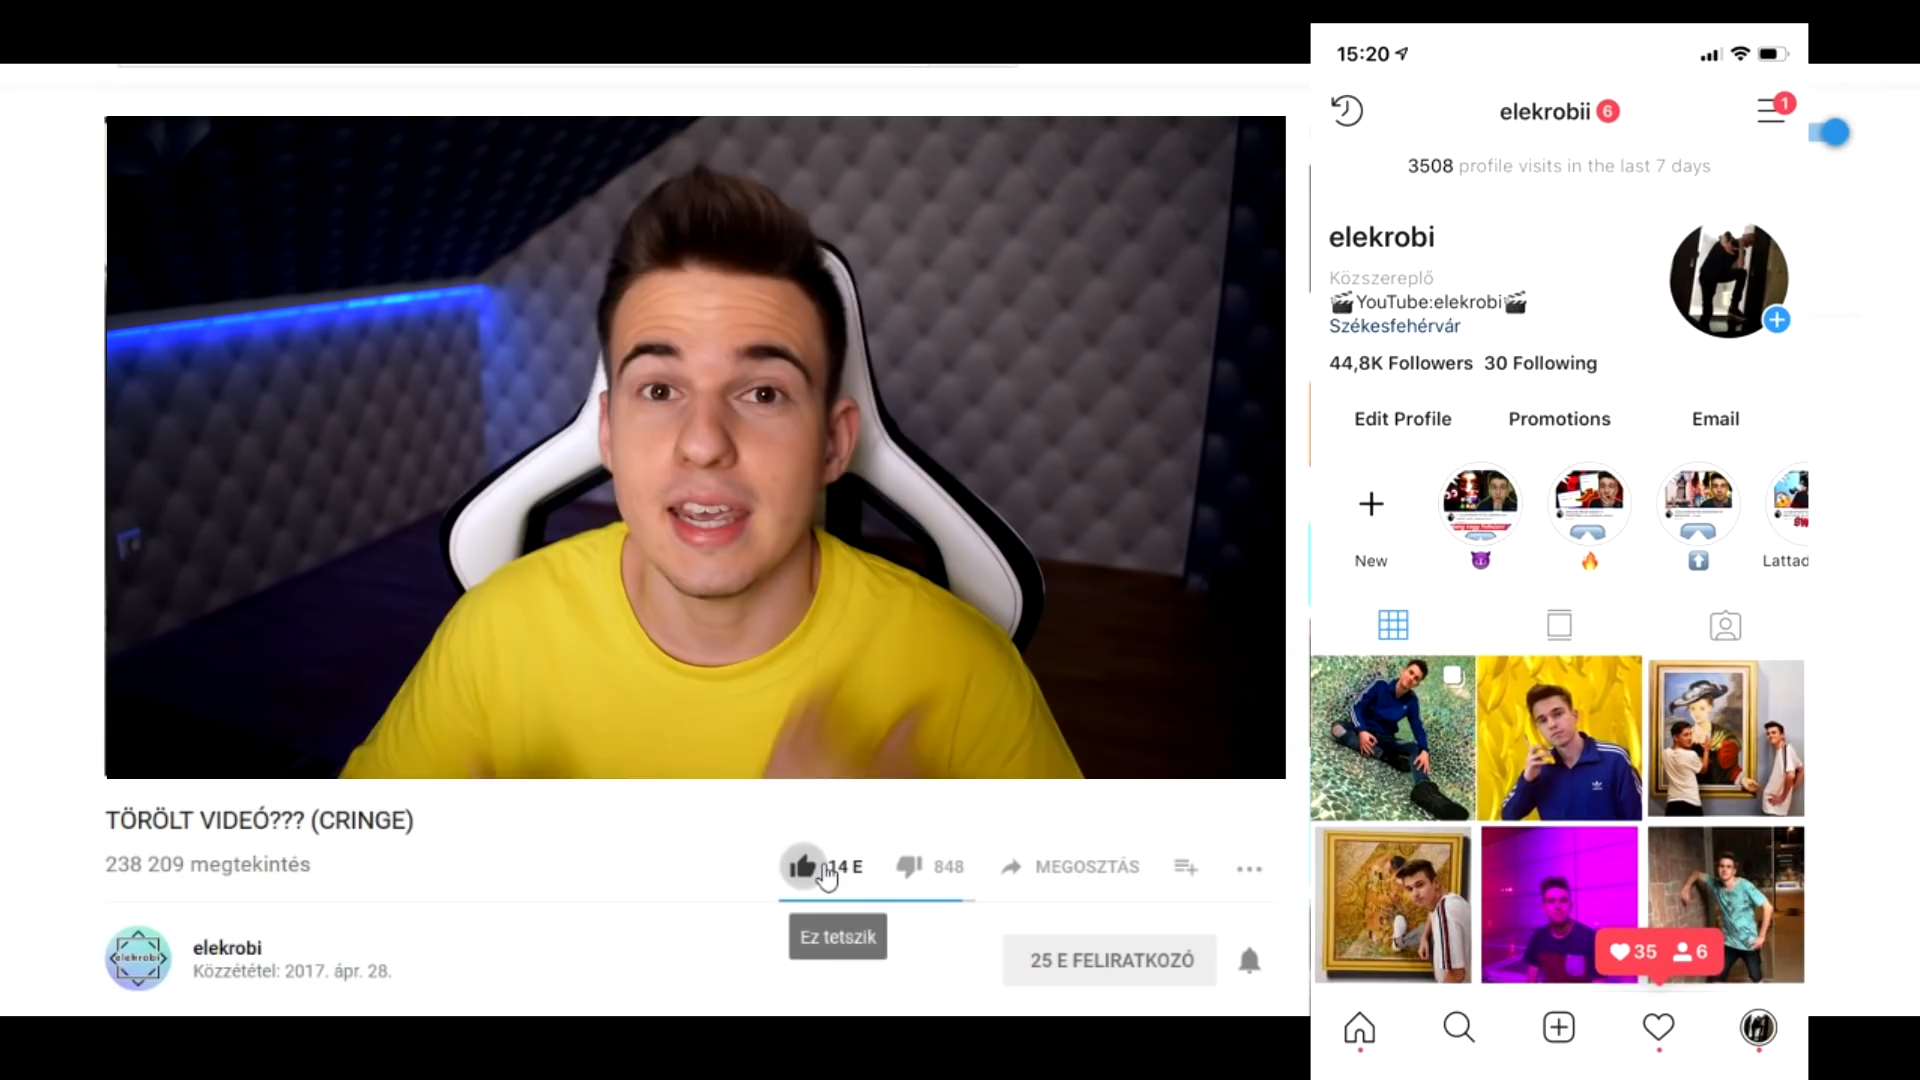 TÖRÖLT VIDEÓ??? (CRINGE)
238 209 megtekintés
14 E
848
MEGOSZTÁS
Ez tetszik
elekrobi
elekrobi
Közzététel: 2017. ápr. 28.
25 E FELIRATKOZÓ
15:20
elekrobii 6
1
3508 profile visits in the last 7 days
elekrobi
Közszereplő
YouTube:elekrobi
Székesfehérvár
44,8K Followers 30 Following
Edit Profile
Promotions
Email
New
Lattad
35
6